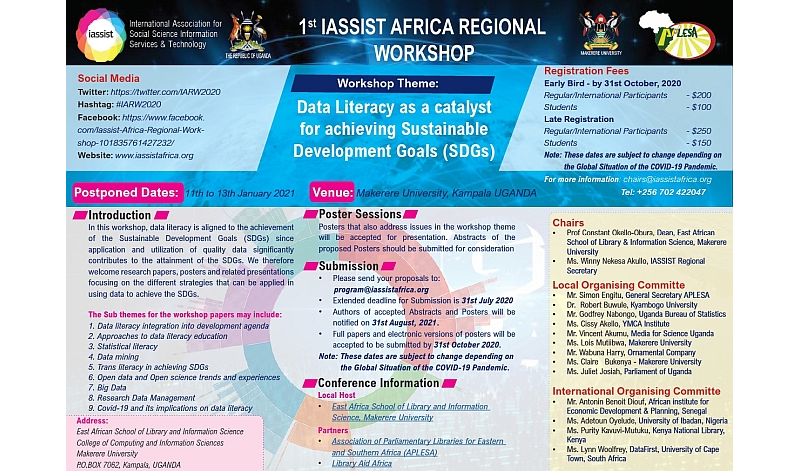 iassist
International Association for
Social Science Information
Services & Technology
THE REPUBLIC OF UGANDA
1st IASSIST AFRICA REGIONAL
WORKSHOP
MAKERERE UNIVERSITY
APLESA
Social Media
Twitter: https://twitter.com/IARW2020
Hashtag: #IARW2020
Facebook: https://www.facebook.
com/Iassist-Africa-Regional-Work-
shop-101835761427232/
Website: www.iassistafrica.org
Workshop Theme:
Data Literacy as a catalyst
for achieving Sustainable
Development Goals (SDGs)
Registration Fees
Early Bird - by 31st October, 2020
Regular/International Participants - $200
Students - $100
Late Registration
Regular/International Participants - $250
Students - $150
Note: These dates are subject to change depending on
the Global Situation of the COVID-19 Pandemic.
For more information: chairs@iassistafrica.org
Tel: +256 702 422047
Postponed Dates: 11th to 13th January 2021 Venue: Makerere University, Kampala UGANDA
Introduction
In this workshop, data literacy is aligned to the achievement
of the Sustainable Development Goals (SDGs) since
application and utilization of quality data significantly
contributes to the attainment of the SDGs. We therefore
welcome research papers, posters and related presentations
focusing on the different strategies that can be applied in
using data to achieve the SDGs.
The Sub themes for the workshop papers may include:
1. Data literacy integration into development agenda
2. Approaches to data literacy education
3. Statistical literacy
4. Data mining
5. Trans literacy in achieving SDGs
6. Open data and Open science trends and experiences
7. Big Data
8. Research Data Management
9. Covid-19 and its implications on data literacy
Address:
East African School of Library and Information Science
College of Computing and Information Sciences
Makerere University
P.O.BOX 7062, Kampala, UGANDA
Poster Sessions
Posters that also address issues in the workshop theme
will be accepted for presentation. Abstracts of the
proposed Posters should be submitted for consideration
Submission
• Please send your proposals to:
program@iassistafrica.org
• Extended deadline for Submission is 31st July 2020
• Authors of accepted Abstracts and Posters will be
notified on 31st August, 2021.
• Full papers and electronic versions of posters will be
accepted to be submitted by 31st October 2020.
Note: These dates are subject to change depending on
the Global Situation of the COVID-19 Pandemic.
Conference Information
Local Host
• East Africa School of Library and Information
Science, Makerere University
Partners
• Association of Parliamentary Libraries for Eastern
and Southern Africa (APLESA)
• Library Aid Africa
Chairs
• Prof Constant Okello-Obura, Dean, East African
School of Library & Information Science, Makerere
University
• Ms. Winny Nekesa Akullo, IASSIST Regional
Secretary
Local Organising Committe
• Mr. Simon Engitu, General Secretary APLESA
• Dr. Robert Buwule, Kyambogo University
• Mr. Godfrey Nabongo, Uganda Bureau of Statistics
• Ms. Cissy Akello, YMCA Institute
• Mr. Vincent Akumu, Media for Science Uganda
• Ms. Lois Mutiibwa, Makerere University
• Mr. Wabuna Harry, Ornamental Company
• Ms. Claire Bukenya - Makerere University
• Ms. Juliet Josiah, Parliament of Uganda
International Organising Committe
• Mr. Antonin Benoit Diouf, African institute for
Economic Development & Planning, Senegal
• Ms. Adetoun Oyelude, University of Ibadan, Nigeria
• Ms. Purity Kavuvi-Mutuku, Kenya National Library,
Kenya
• Ms. Lynn Woolfrey, DataFirst, University of Cape
Town, South Africa